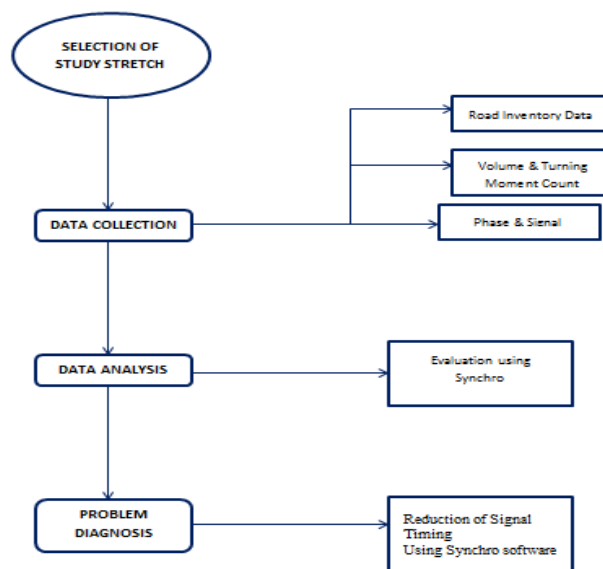 SELECTION OF
STUDY STRETCH
Road Inventory Data
Volume & Turning
Moment Count
DATA COLLECTION
Phase & Sienal
DATA ANALYSIS
Evaluation using
Synchro
PROBLEM
DIAGNOSIS
Reduction of Signal
Timing
Using Synchro software